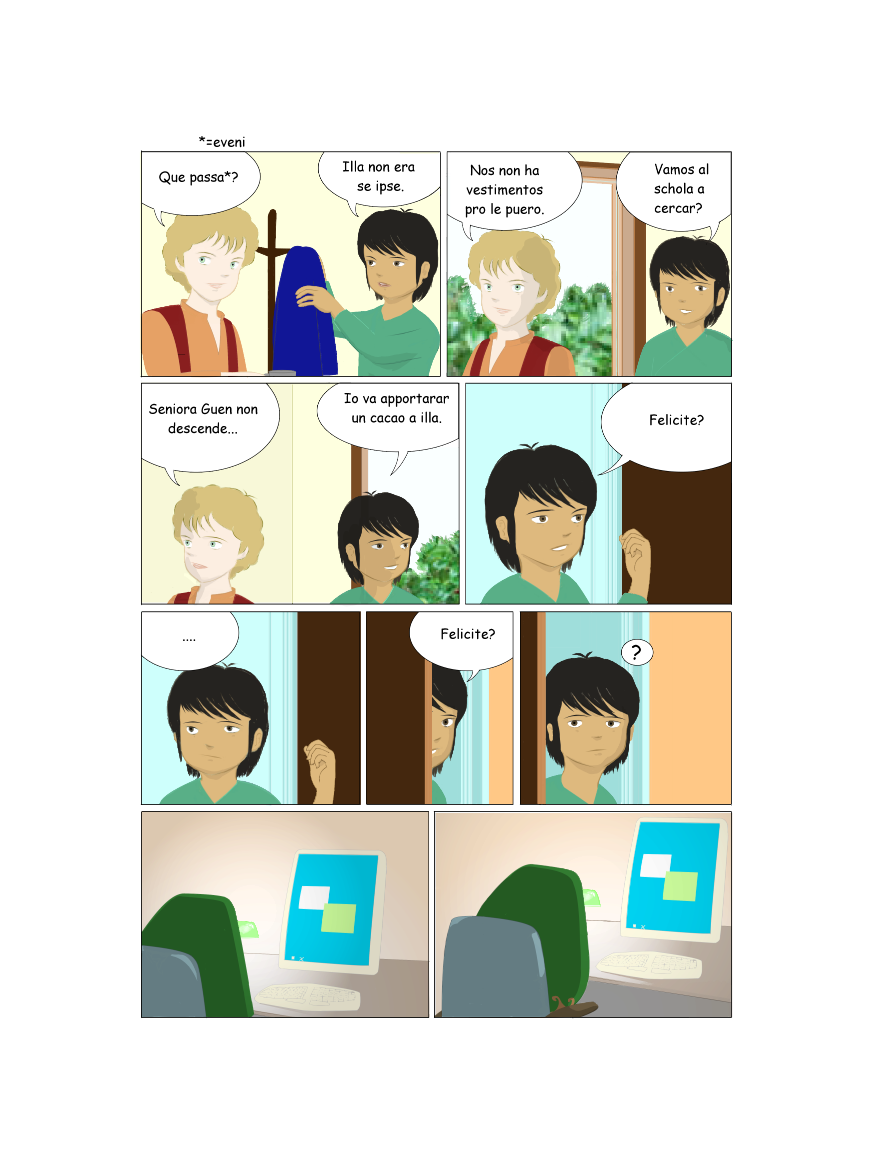 *=eveni
Que passa*?
Illa non era
se ipse.
Nos non ha
vestimentos
pro le puero.
Vamos al
schola a
cercar?
Seniora Guen non
descende...
Io va apportarar
un cacao a illa.
Felicite?
....
Felicite?
?